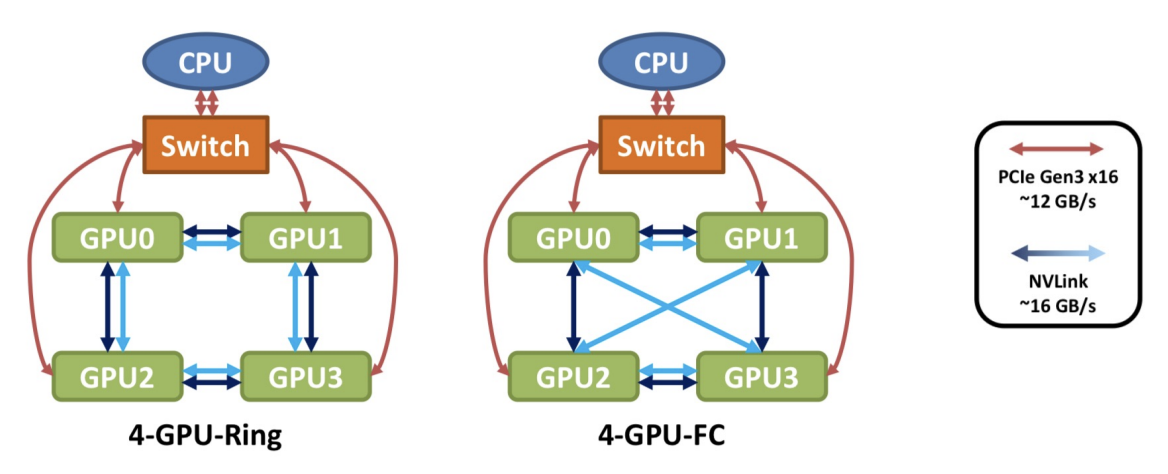 CPU
Switch
GPU0
GPU1
GPU2
GPU3
4-GPU-Ring
CPU
Switch
GPU0
GPU1
GPU2
GPU3
4-GPU-FC
PCIe Gen3 x16
~12 GB/s
NVLink
~16 GB/s